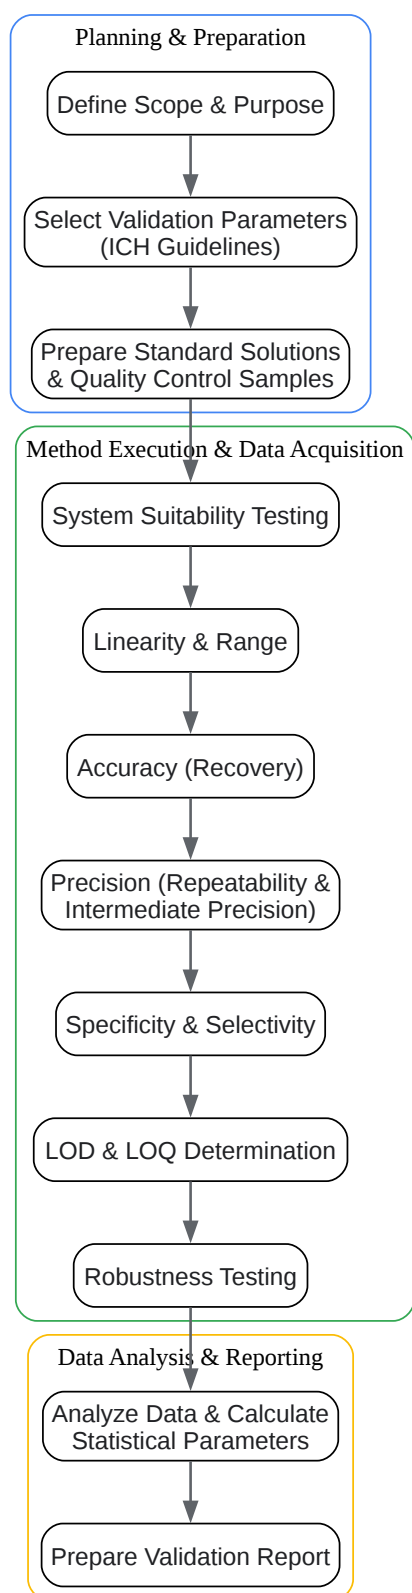 Planning & Preparation
Define Scope & Purpose
Select Validation Parameters
(ICH Guidelines)
Prepare Standard Solutions
& Quality Control Samples
Method Execution & Data Acquisition
System Suitability Testing
Linearity & Range
Accuracy (Recovery)
Precision (Repeatability &
Intermediate Precision)
Specificity & Selectivity
LOD & LOQ Determination
Robustness Testing
Data Analysis & Reporting
Analyze Data & Calculate
Statistical Parameters
Prepare Validation Report